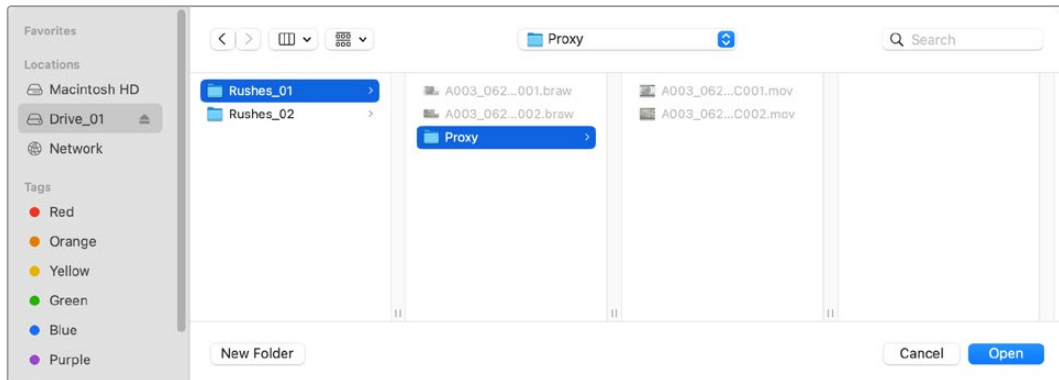 Favorites
Locations
Macintosh HD
Drive_01
Network
Tags
Red
Orange
Yellow
Green
Blue
Purple
Proxy
Search
Rushes_01
Rushes_02
A003_062...001.braw
A003_062...002.braw
Proxy
A003_062...C001.mov
A003_062...C002.mov
New Folder
Cancel
Open